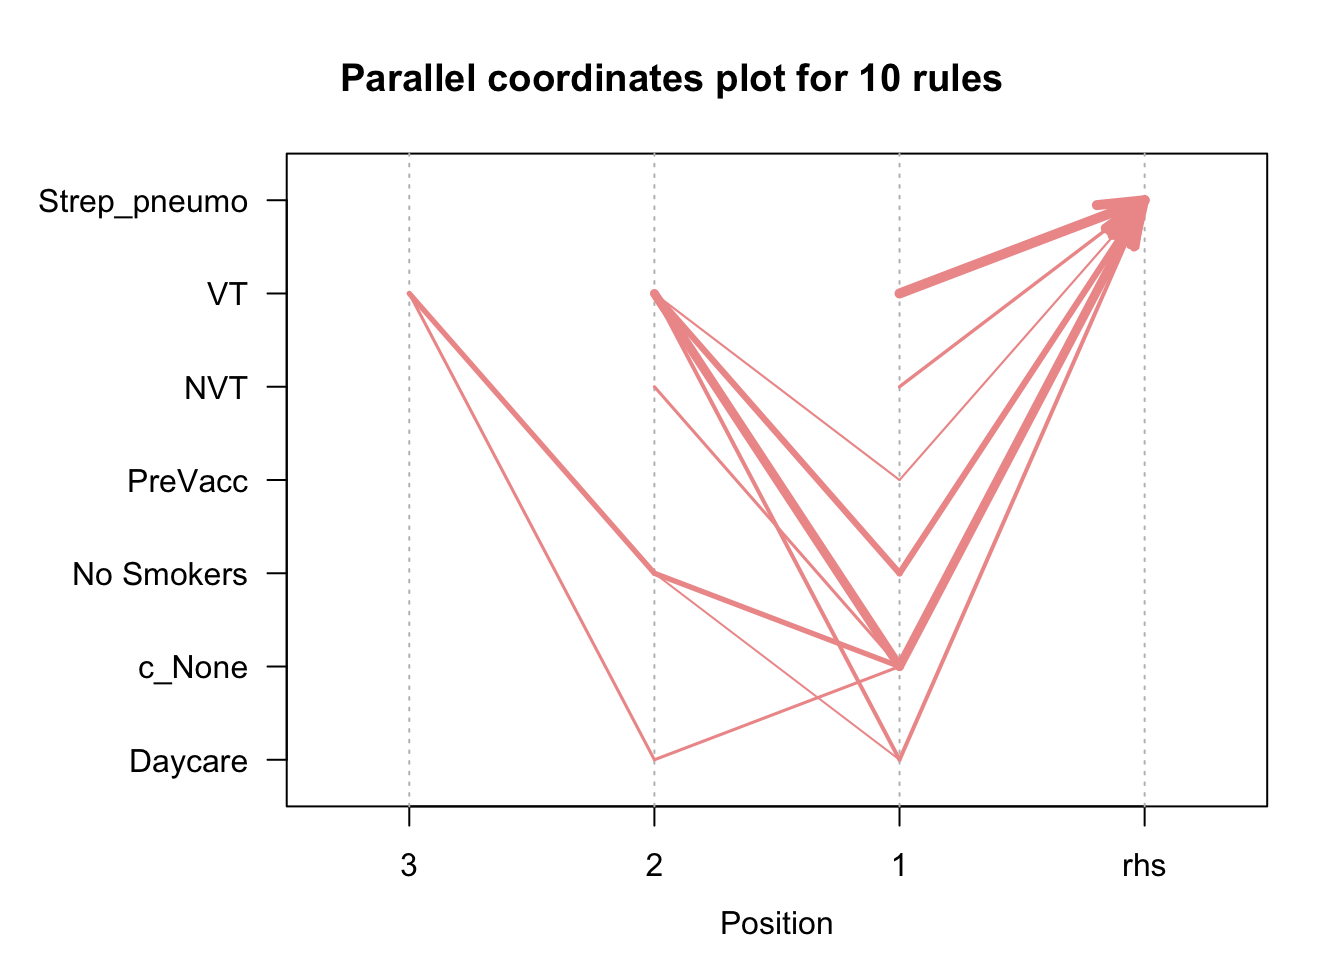 Parallel coordinates plot for 10 rules
Strep_pneumo
VT
NVT
PreVacc
No Smokers
c_None
Daycare
3 2 1 rhs
Position